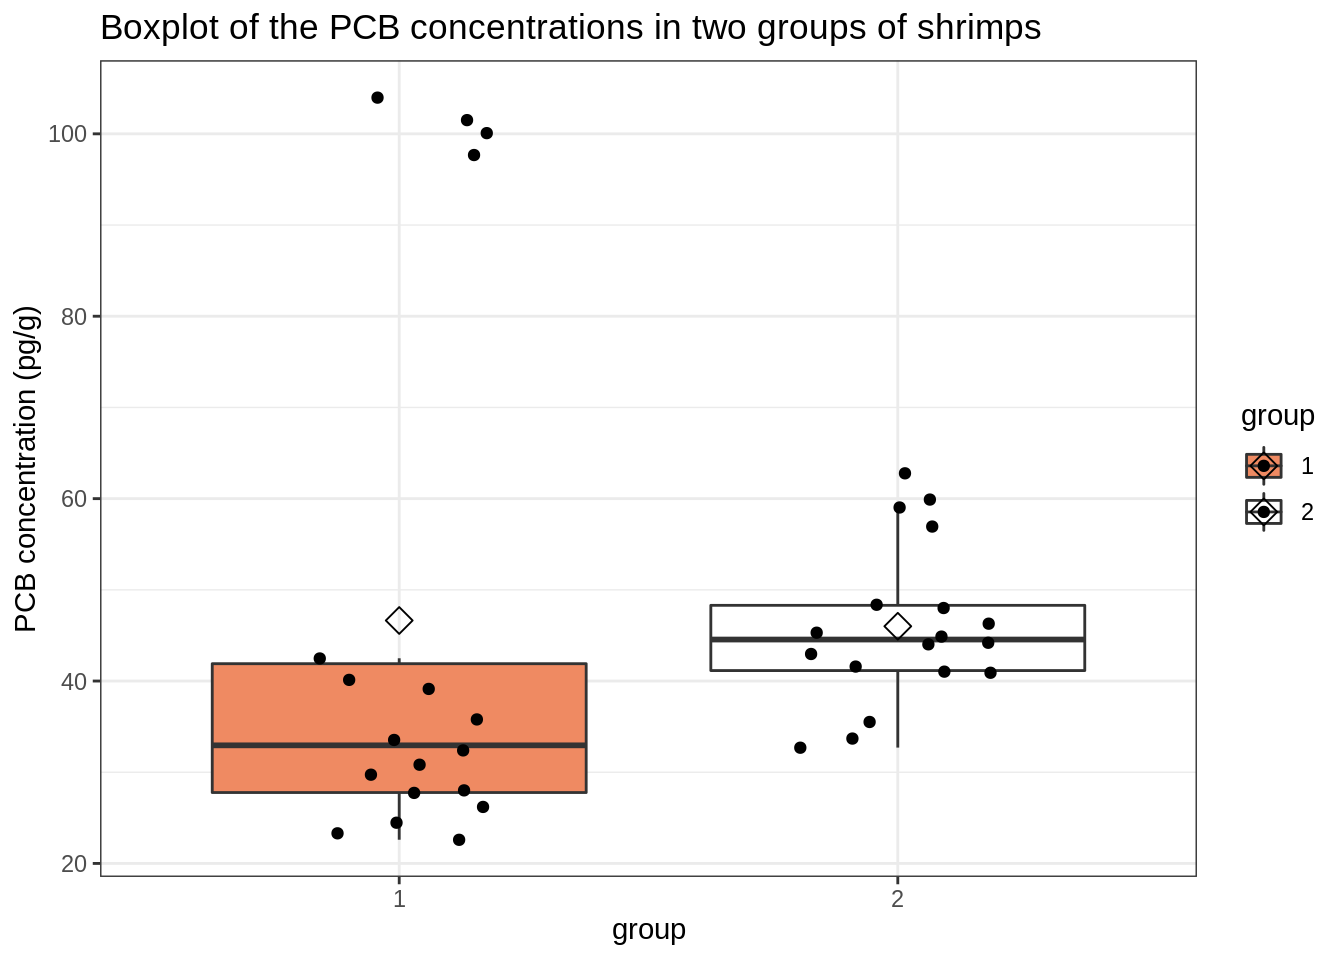 Boxplot of the PCB concentrations in two groups of shrimps
PCB concentration (pg/g)
100
80
60
40
20
1
2
group
group
1
2